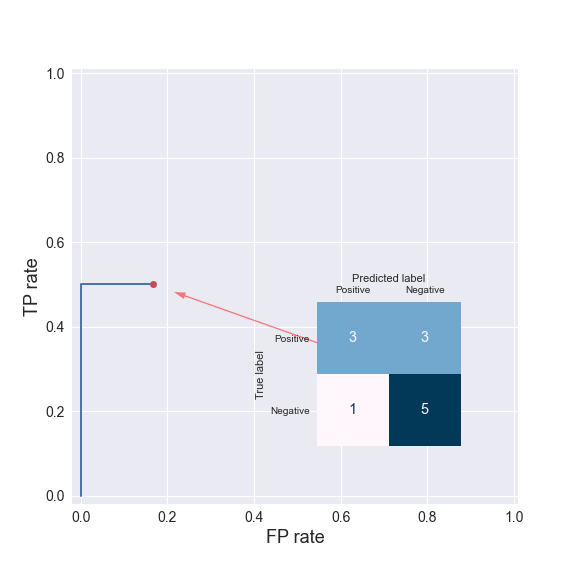 1.0
0.8
0.6
0.4
0.2
0.0
TP rate
0.0 0.2 0.4 0.6 0.8 1.0
FP rate
Predicted label
Positive Negative
True label
Positive 3 3
Negative 1 5